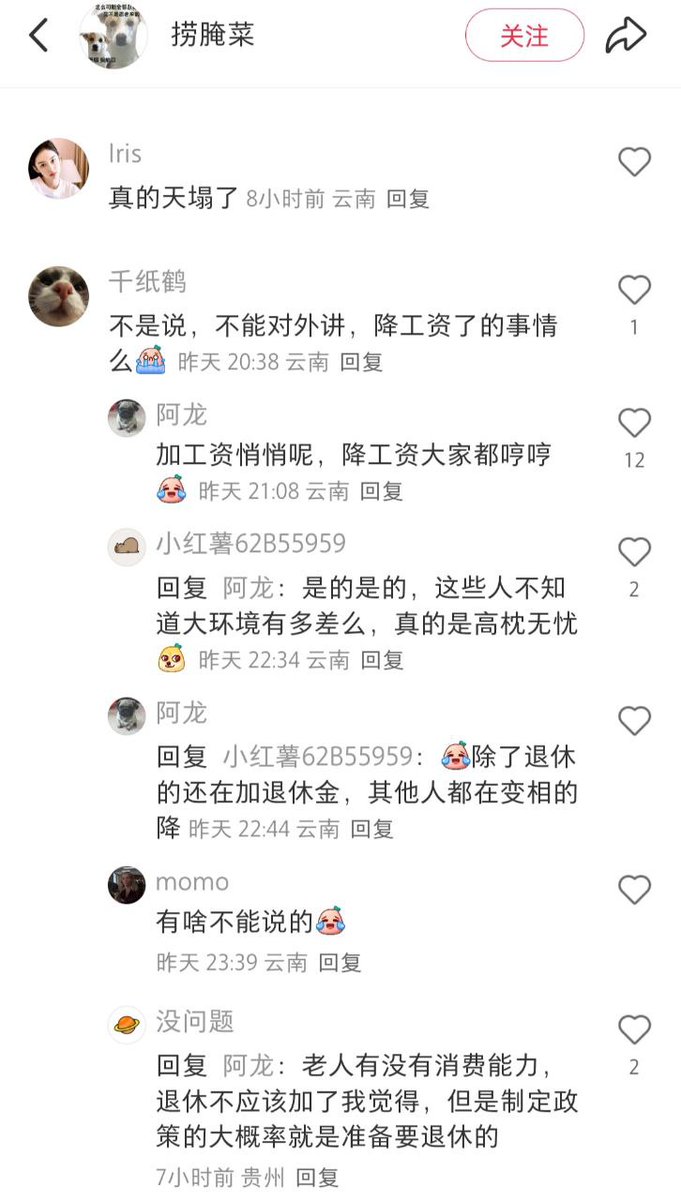 捞腌菜
关注
Iris
真的天塌了 8小时前 云南 回复
千纸鹤
不是说，不能对外讲，降工资了的事情
么 昨天 20:38 云南 回复
1
阿龙
加工资悄悄呢，降工资大家都哼哼
昨天 21:08 云南 回复
12
小红薯62B55959
回复 阿龙：是的是的，这些人不知
道大环境有多差么，真的是高枕无忧
昨天 22:34 云南 回复
2
阿龙
回复 小红薯62B55959：除了退休
的还在加退休金，其他人都在变相的
降 昨天 22:44 云南 回复
momo
有啥不能说的
昨天 23:39 云南 回复
没问题
回复 阿龙：老人有没有消费能力，
退休不应该加了我觉得，但是制定政
策的大概率就是准备要退休的
7小时前 贵州 回复
2